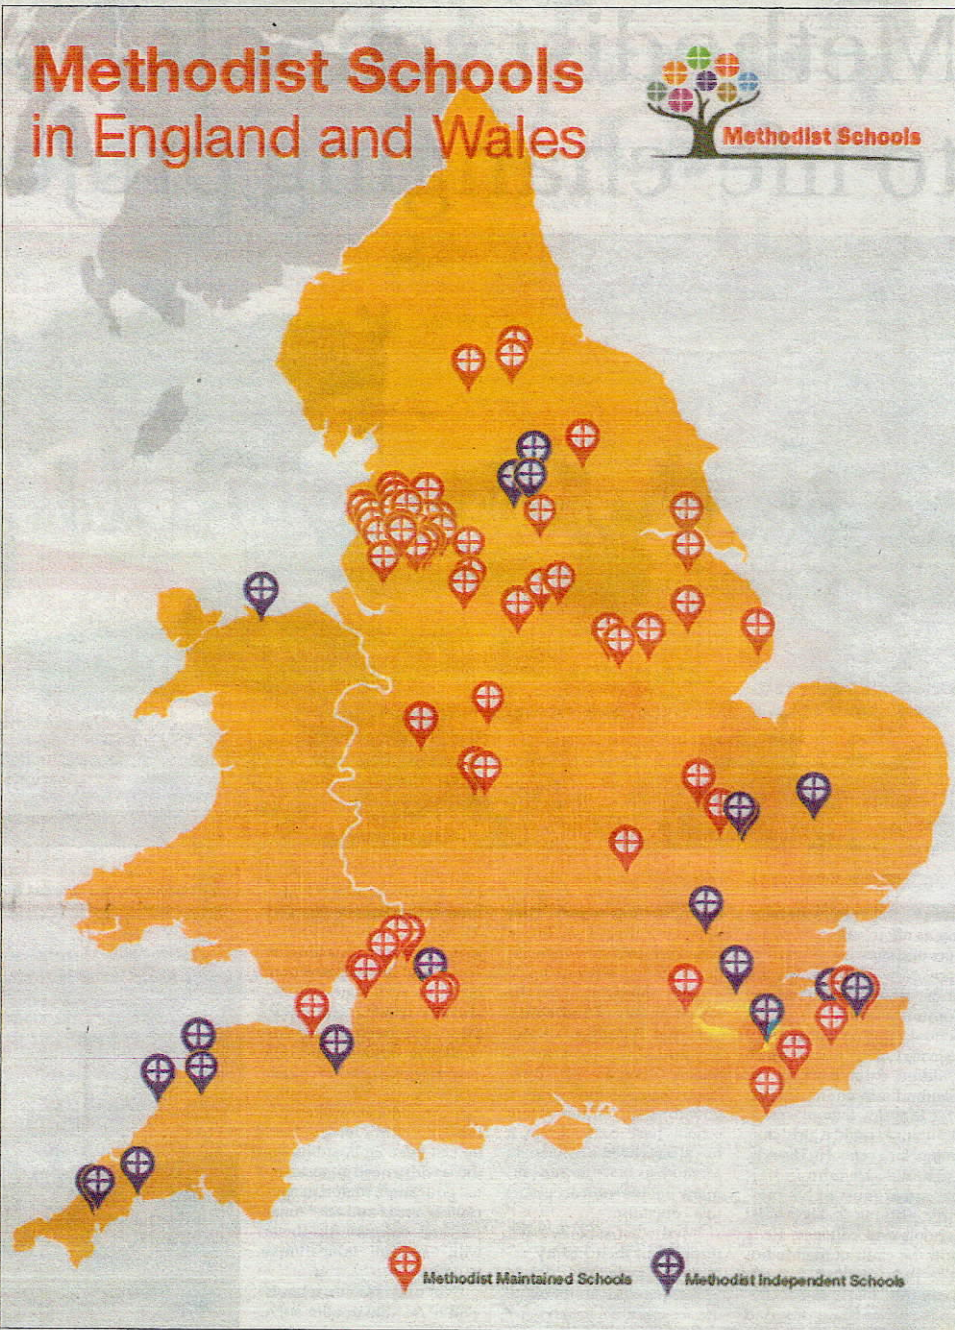 Methodist Schools
in England and Wales
Methodist Schools
Methodist Maintained Schools
Methodist Independent Schools